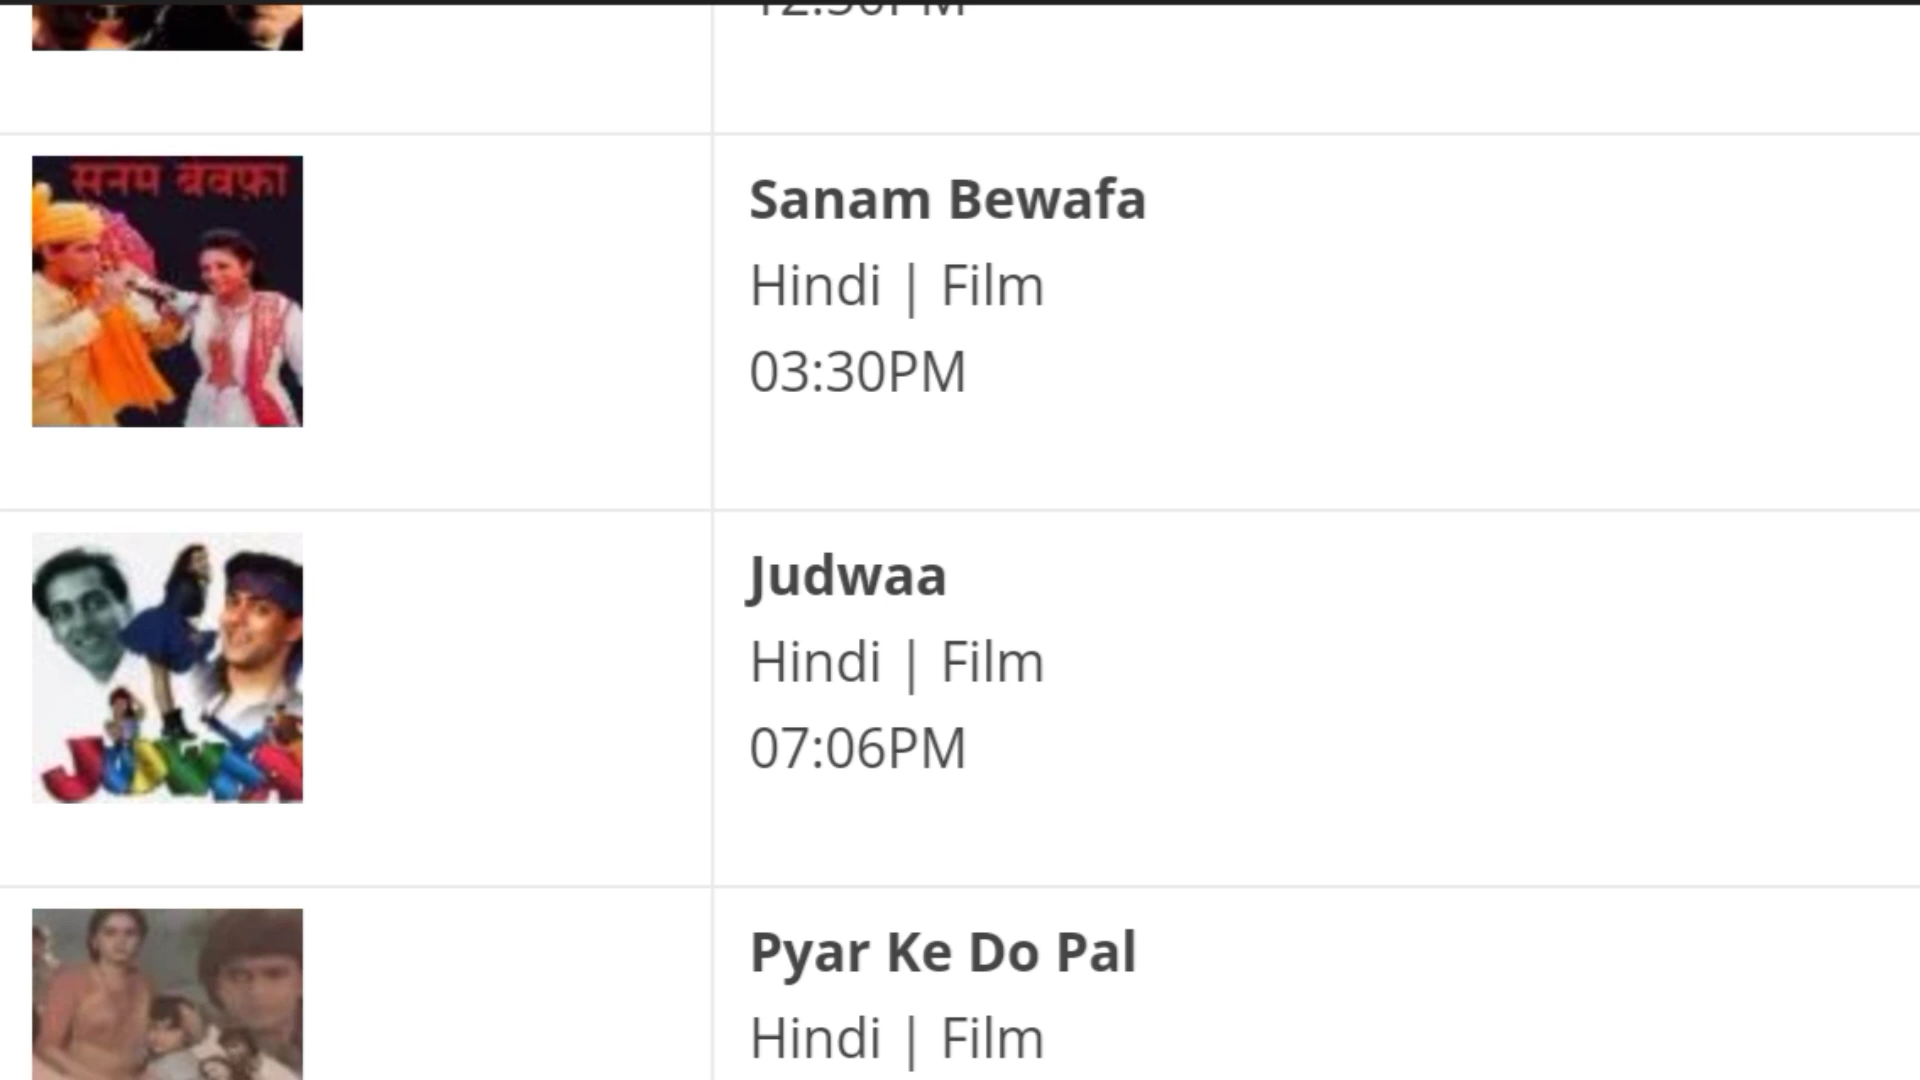 सनम बेवफ़ा
Sanam Bewafa
Hindi | Film
03:30PM
JUDWAA
Judwaa
Hindi | Film
07:06PM
Pyar Ke Do Pal
Hindi | Film